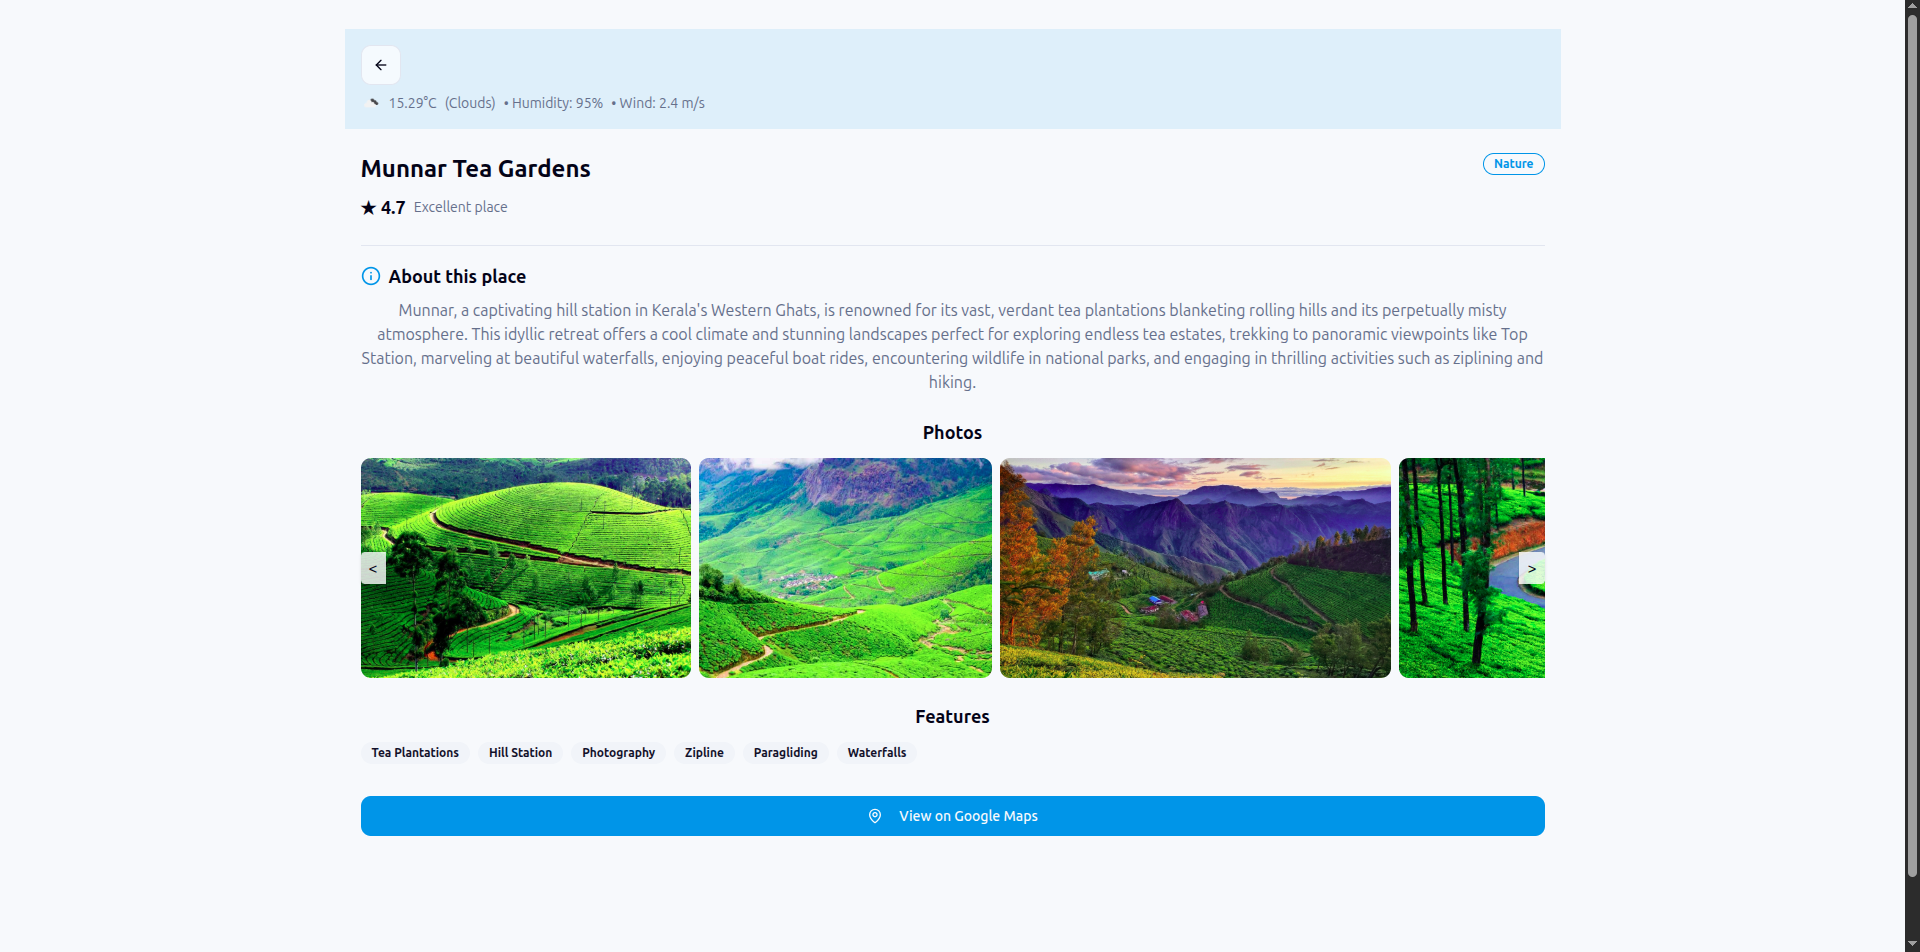 15.29°C (Clouds) • Humidity: 95% • Wind: 2.4 m/s
Munnar Tea Gardens
Nature
★ 4.7 Excellent place
About this place
Munnar, a captivating hill station in Kerala's Western Ghats, is renowned for its vast, verdant tea plantations blanketing rolling hills and its perpetually misty
atmosphere. This idyllic retreat offers a cool climate and stunning landscapes perfect for exploring endless tea estates, trekking to panoramic viewpoints like Top
Station, marveling at beautiful waterfalls, enjoying peaceful boat rides, encountering wildlife in national parks, and engaging in thrilling activities such as ziplining and
hiking.
Photos
< >
Features
Tea Plantations Hill Station Photography Zipline Paragliding Waterfalls
View on Google Maps